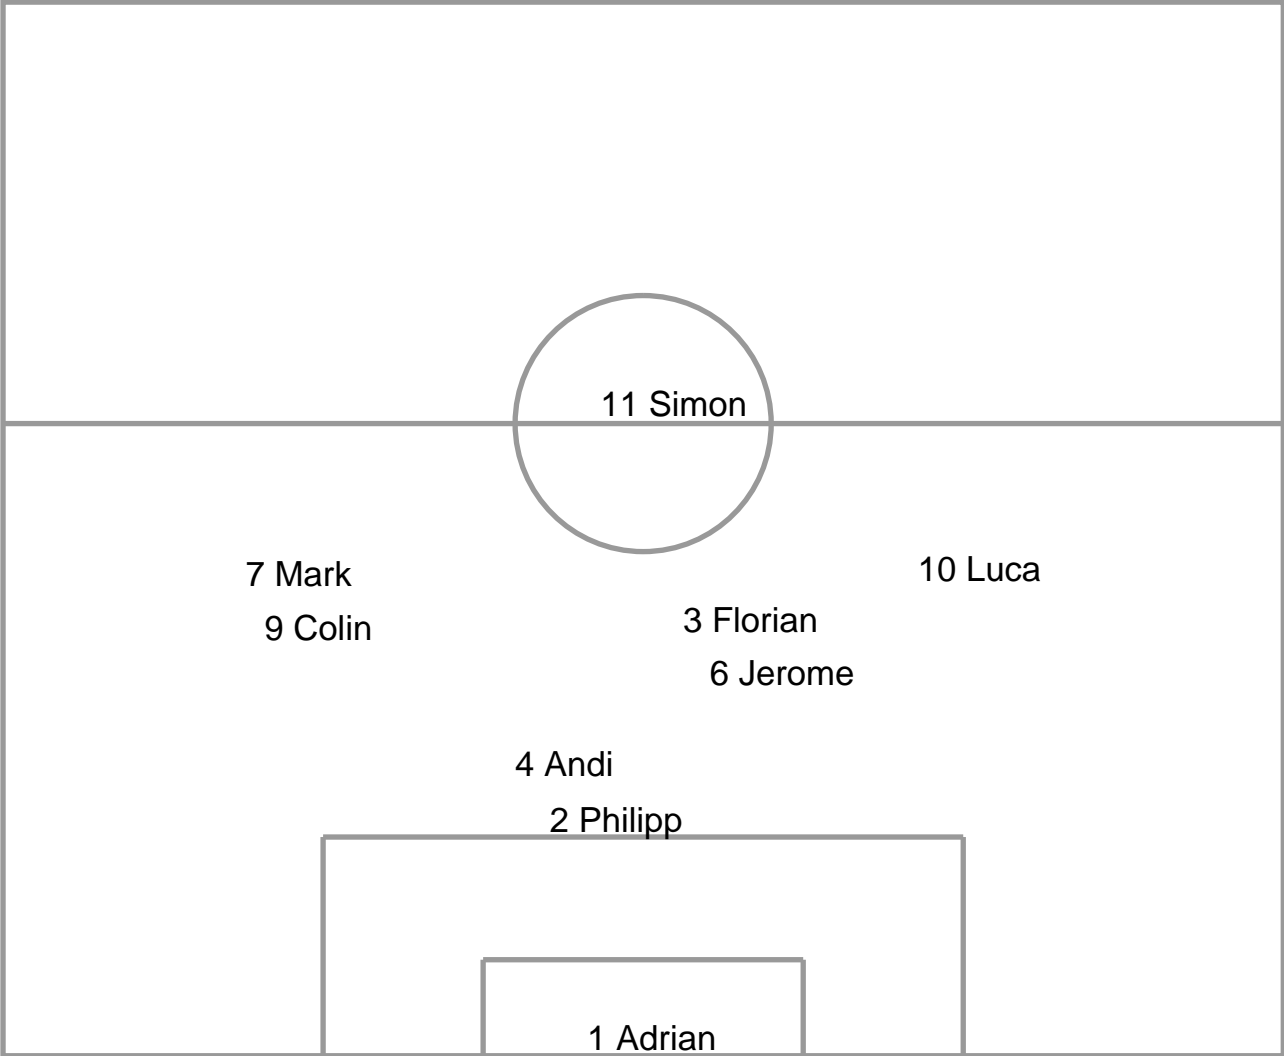 11 Simon
10 Luca
7 Mark
3 Florian
9 Colin
6 Jerome
4 Andi
2 Philipp
1 Adrian